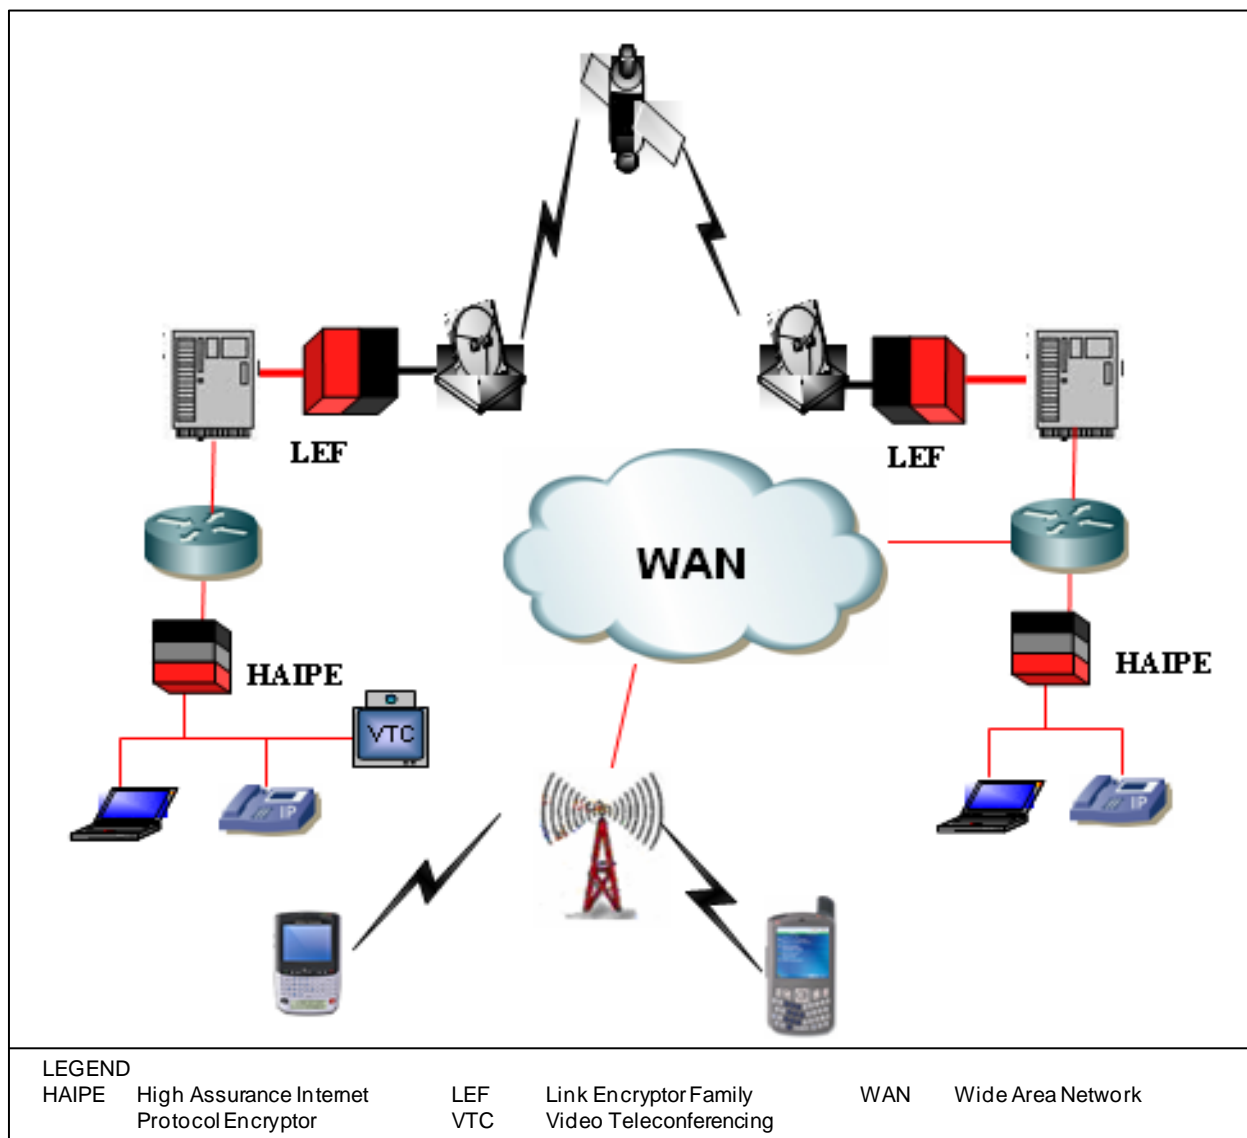 LEF
LEF
WAN
HAIPE
HAIPE
VTC
IP
IP
LEGEND
HAIPE High Assurance Internet LEF Link Encryptor Family WAN Wide Area Network
Protocol Encryptor VTC Video Teleconferencing